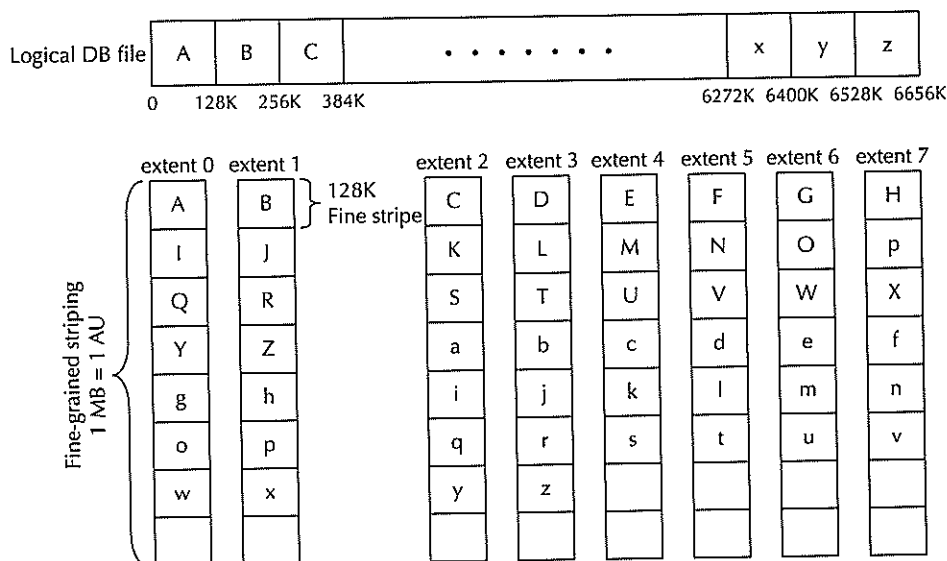 Logical DB file A B C . . . . . . . x y z
0 128K 256K 384K 6272K 6400K 6528K 6656K
extent 0 extent 1 extent 2 extent 3 extent 4 extent 5 extent 6 extent 7
128K
Fine stripe
Fine-grained striping
1 MB = 1 AU
A B C D E F G H
I J K L M N O p
Q R S T U V W X
Y Z a b c d e f
g h i j k l m n
o p q r s t u v
w x y z